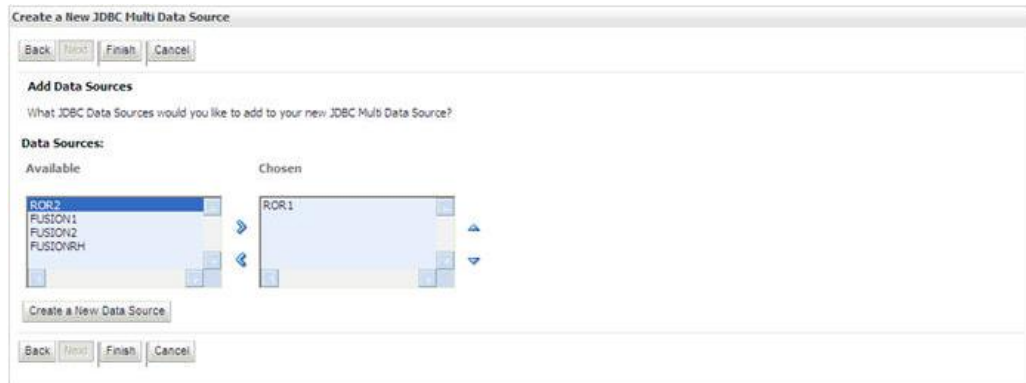 Create a New JDBC Multi Data Source
Back Next Finish Cancel
Add Data Sources
What JDBC Data Sources would you like to add to your new JDBC Multi Data Source?
Data Sources:
Available Chosen
ROR2 ROR1
FUSION1
FUSION2
FUSIONRH
Create a New Data Source
Back Next Finish Cancel